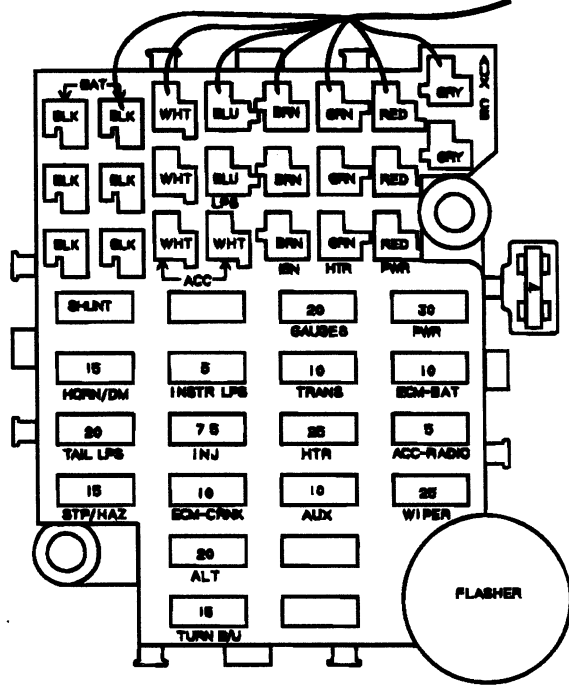 BAT
AUX CB
GRY
BLK BLK WHT BLU BRN GRN RED
GRY
BLK BLK WHT BLU BRN GRN RED
LPS
BLK BLK WHT WHT BRN GRN RED
ACC IGN HTR PWR
SHUNT 20 30
GAUGES PWR
15 5 10 10
HORN/DM INSTR LPS TRANS ECM-BAT
20 7.5 25 5
TAIL LPS INJ HTR ACC-RADIO
15 10 10 25
STP/HAZ ECM-CRNK AUX WIPER
20
ALT
FLASHER
15
TURN B/U